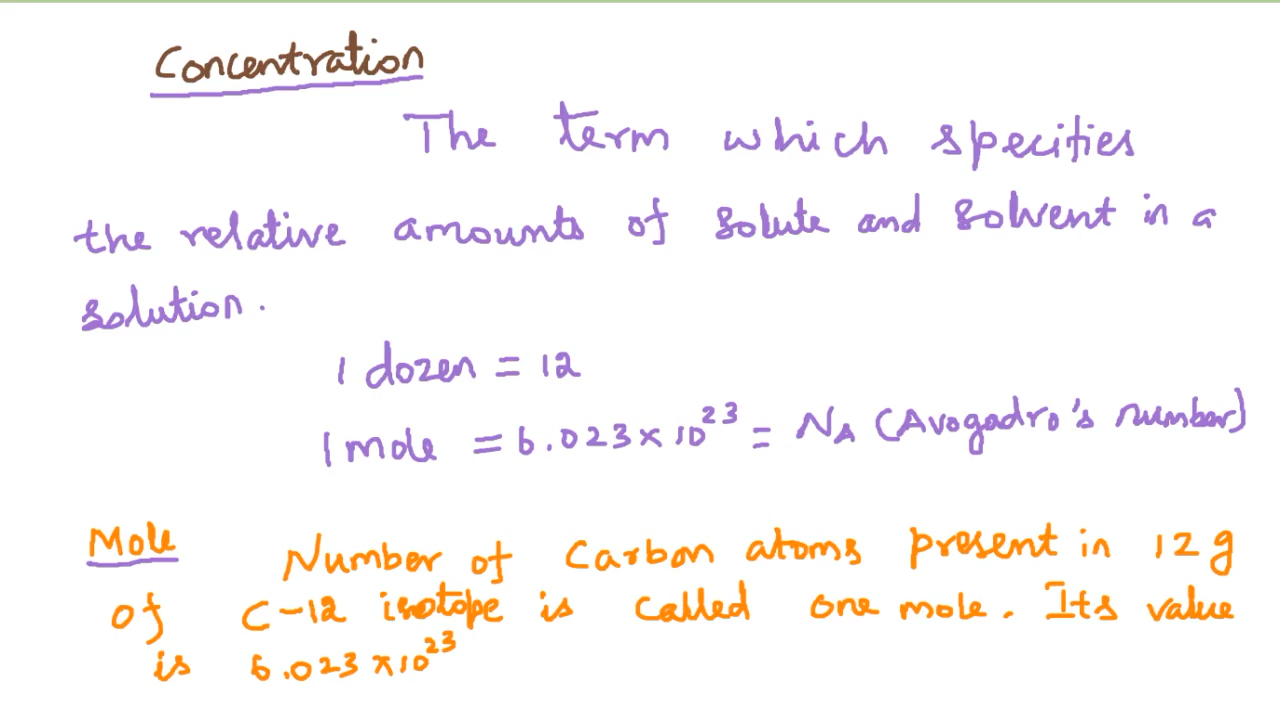 Concentration
The term which specifies
the relative amounts of solute and solvent in a
solution.
1 dozen = 12
1 mole = 6.023 × 10²³ = Nᴀ (Avogadro's number)
Mole Number of Carbon atoms present in 12 g
of C-12 isotope is called one mole. Its value
is 6.023 × 10²³